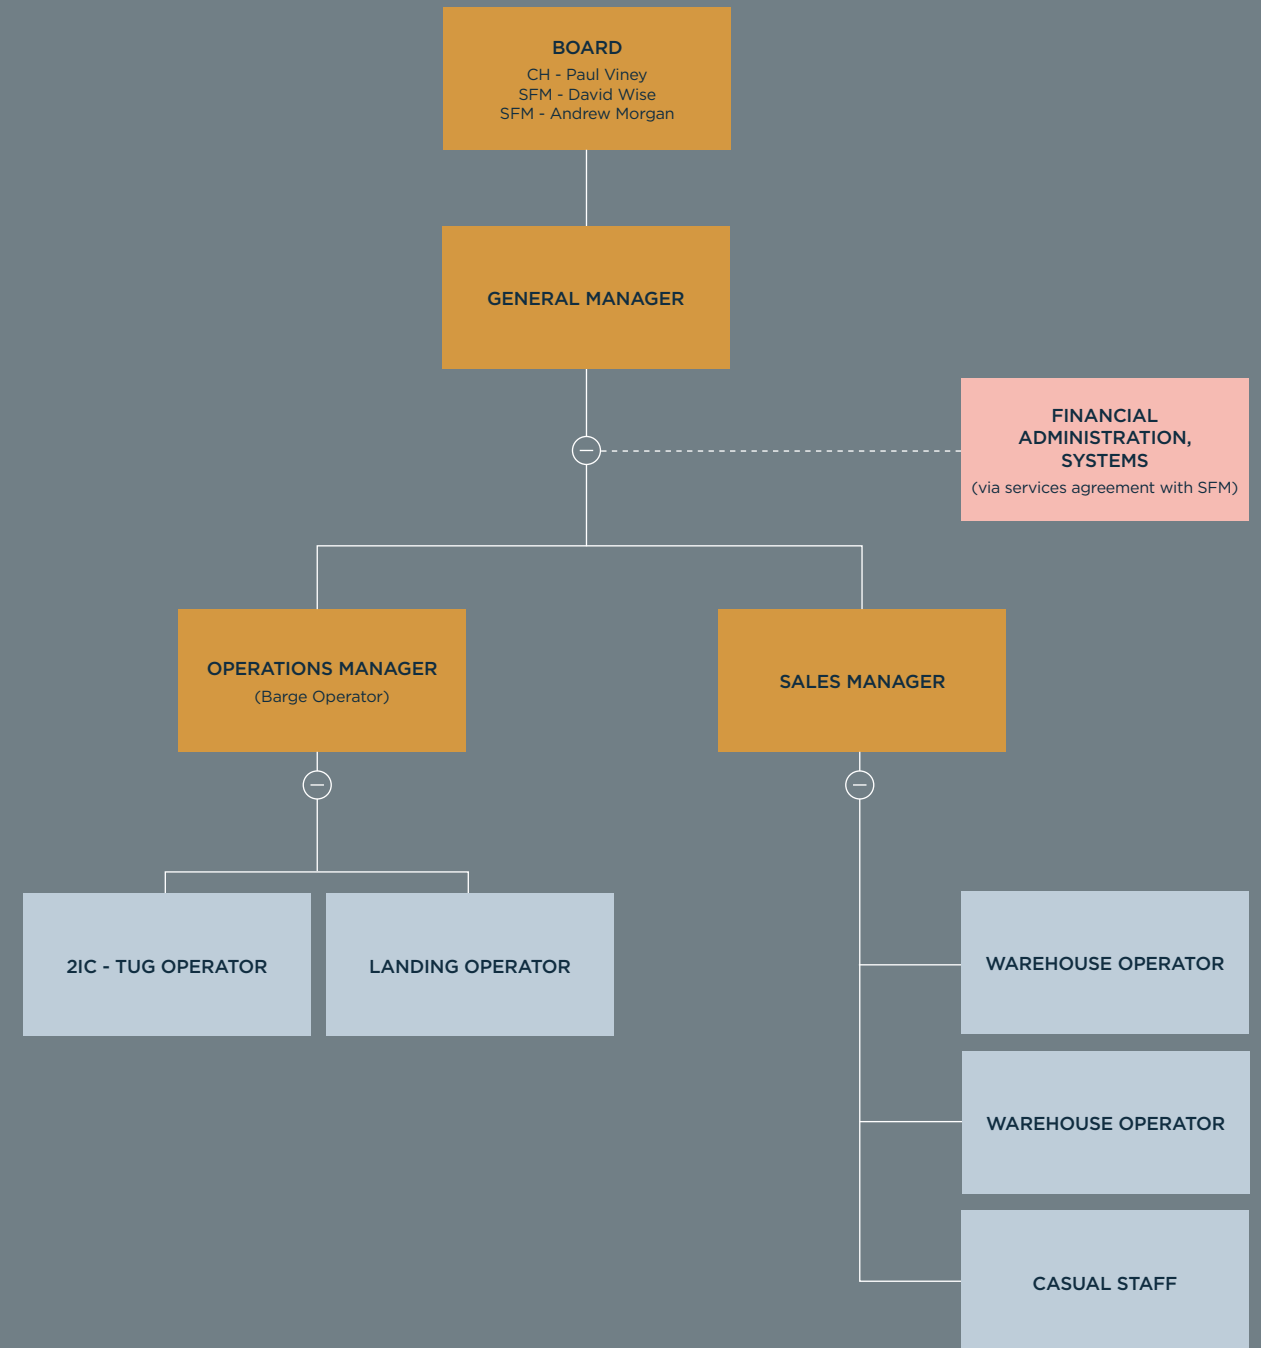 BOARD
CH - Paul Viney
SFM - David Wise
SFM - Andrew Morgan
GENERAL MANAGER
FINANCIAL
ADMINISTRATION,
SYSTEMS
(via services agreement with SFM)
OPERATIONS MANAGER
(Barge Operator)
SALES MANAGER
2IC - TUG OPERATOR
LANDING OPERATOR
WAREHOUSE OPERATOR
WAREHOUSE OPERATOR
CASUAL STAFF